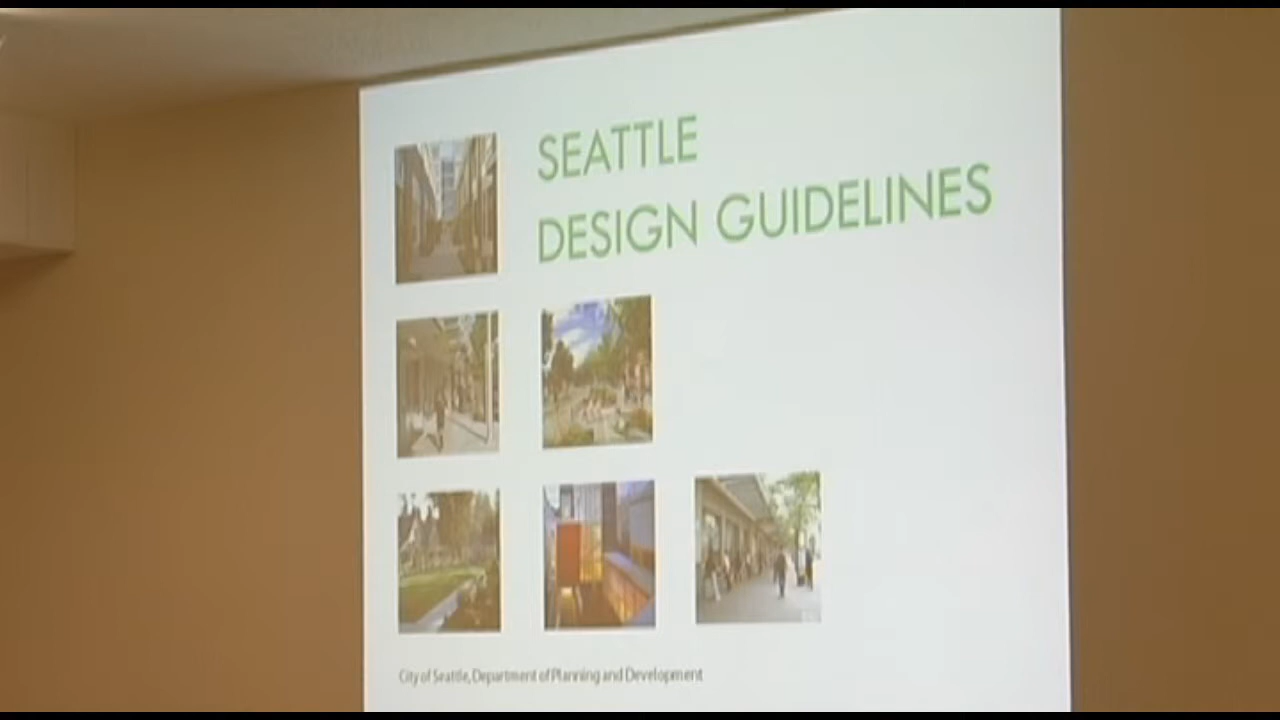 SEATTLE
DESIGN GUIDELINES
City of Seattle, Department of Planning and Development